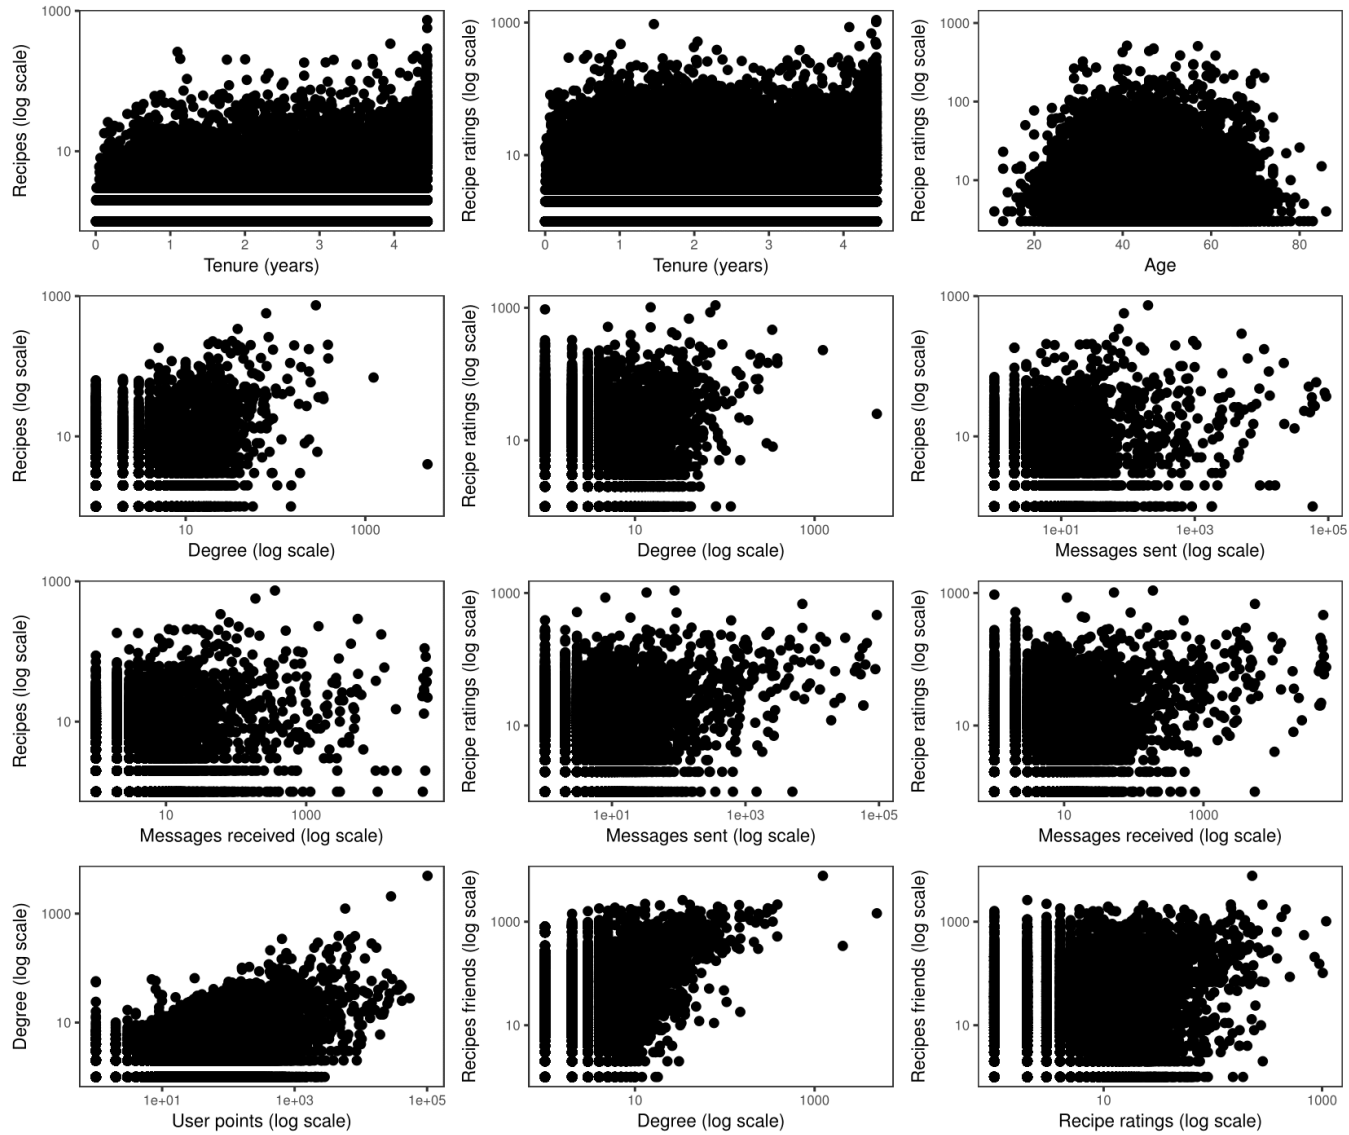 Recipes (log scale)
1000
10
0 1 2 3 4
Tenure (years)
Recipe ratings (log scale)
1000
10
0 1 2 3 4
Tenure (years)
Recipe ratings (log scale)
1000
100
10
20 40 60 80
Age
Recipes (log scale)
1000
10
10 1000
Degree (log scale)
Recipe ratings (log scale)
1000
10
10 1000
Degree (log scale)
Recipes (log scale)
1000
10
1e+01 1e+03 1e+05
Messages sent (log scale)
Recipes (log scale)
1000
10
10 1000
Messages received (log scale)
Recipe ratings (log scale)
1000
10
1e+01 1e+03 1e+05
Messages sent (log scale)
Recipe ratings (log scale)
1000
10
10 1000
Messages received (log scale)
Degree (log scale)
1000
10
1e+01 1e+03 1e+05
User points (log scale)
Recipes friends (log scale)
1000
10
10 1000
Degree (log scale)
Recipes friends (log scale)
1000
10
10 1000
Recipe ratings (log scale)